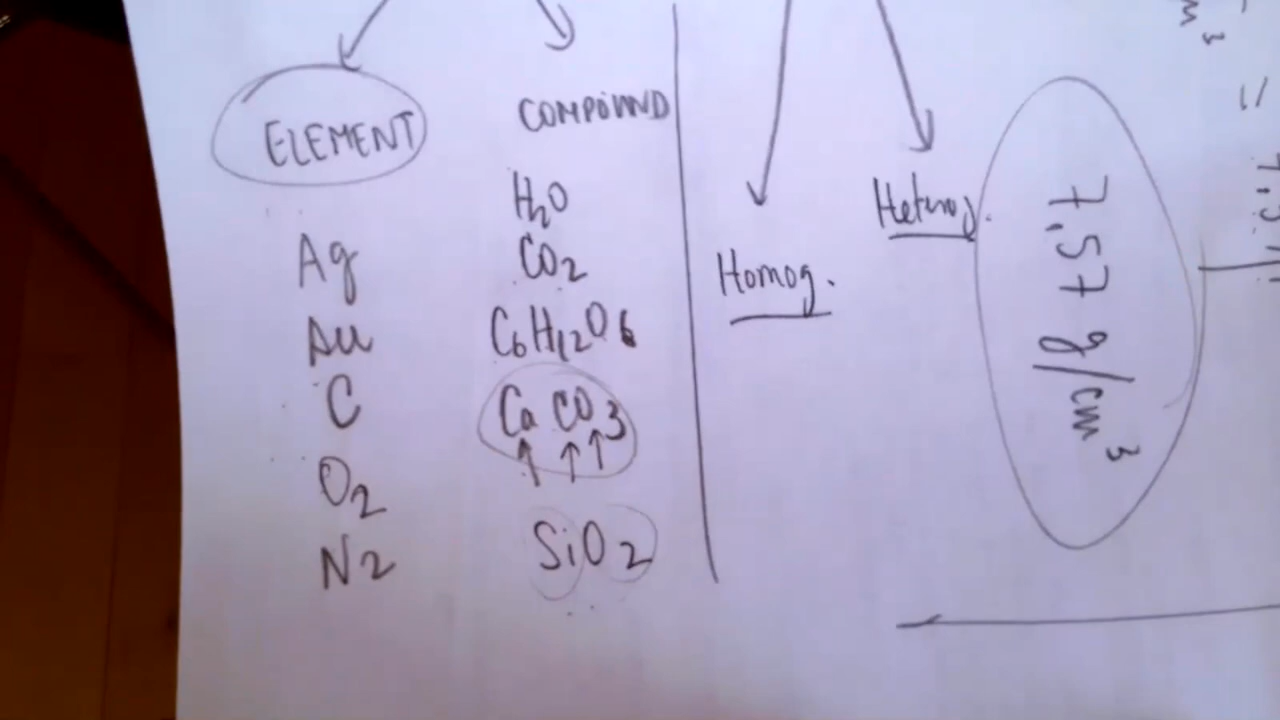 ELEMENT
Ag
Au
C
O2
N2
COMPOUND
H2O
CO2
C6H12O6
CaCO3
SiO2
Homog.
Heterog.
7,57 g/cm3
=